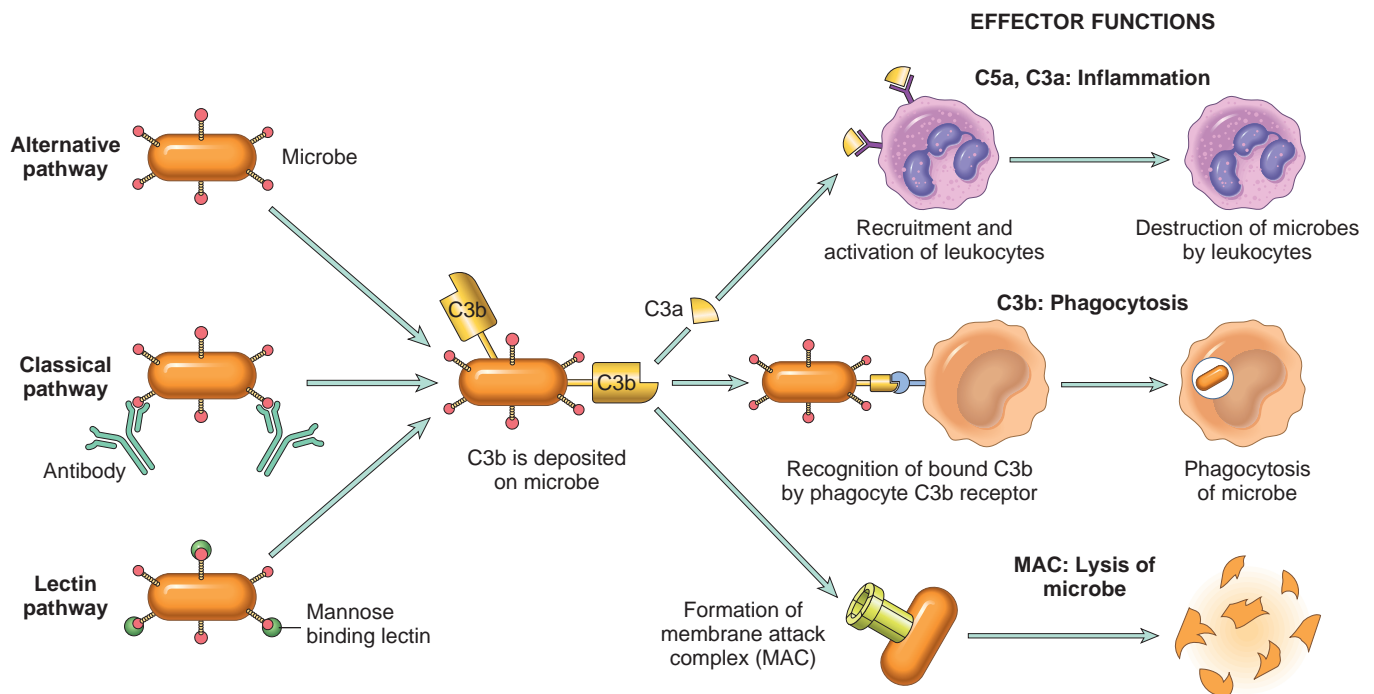 EFFECTOR FUNCTIONS
Alternative
pathway
Microbe
Classical
pathway
Antibody
Lectin
pathway
Mannose
binding lectin
C3b
C3b
C3b is deposited
on microbe
C3a
C5a, C3a: Inflammation
Recruitment and
activation of leukocytes
Destruction of microbes
by leukocytes
C3b: Phagocytosis
Recognition of bound C3b
by phagocyte C3b receptor
Phagocytosis
of microbe
MAC: Lysis of
microbe
Formation of
membrane attack
complex (MAC)